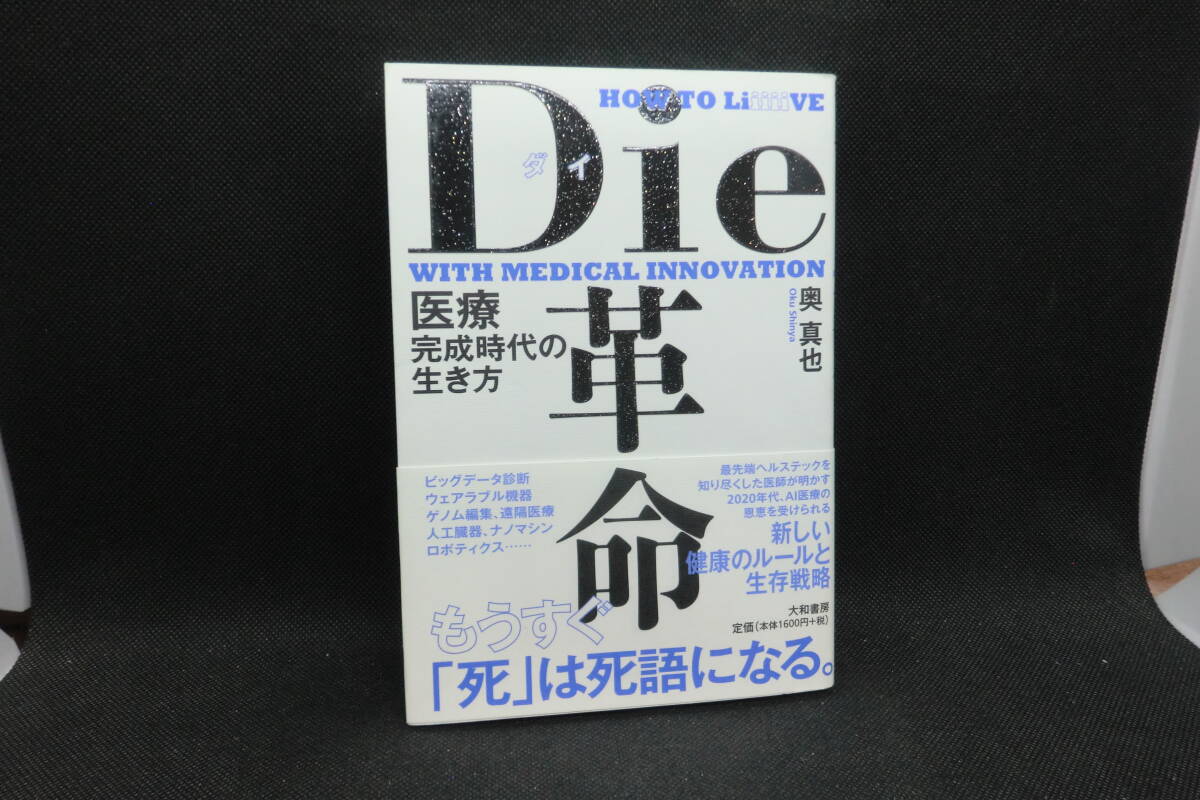 HOW TO LiiiiiVE
Die
ダイ
WITH MEDICAL INNOVATION
革命
医療
完成時代の
生き方
奥 真也
Oku Shinya
ビッグデータ診断
ウェアラブル機器
ゲノム編集、遠隔医療
人工臓器、ナノマシン
ロボティクス……
最先端ヘルステックを
知り尽くした医師が明かす
2020年代、AI医療の
恩恵を受けられる
新しい
健康のルールと
生存戦略
大和書房
定価(本体1600円+税)
もうすぐ
「死」は死語になる。